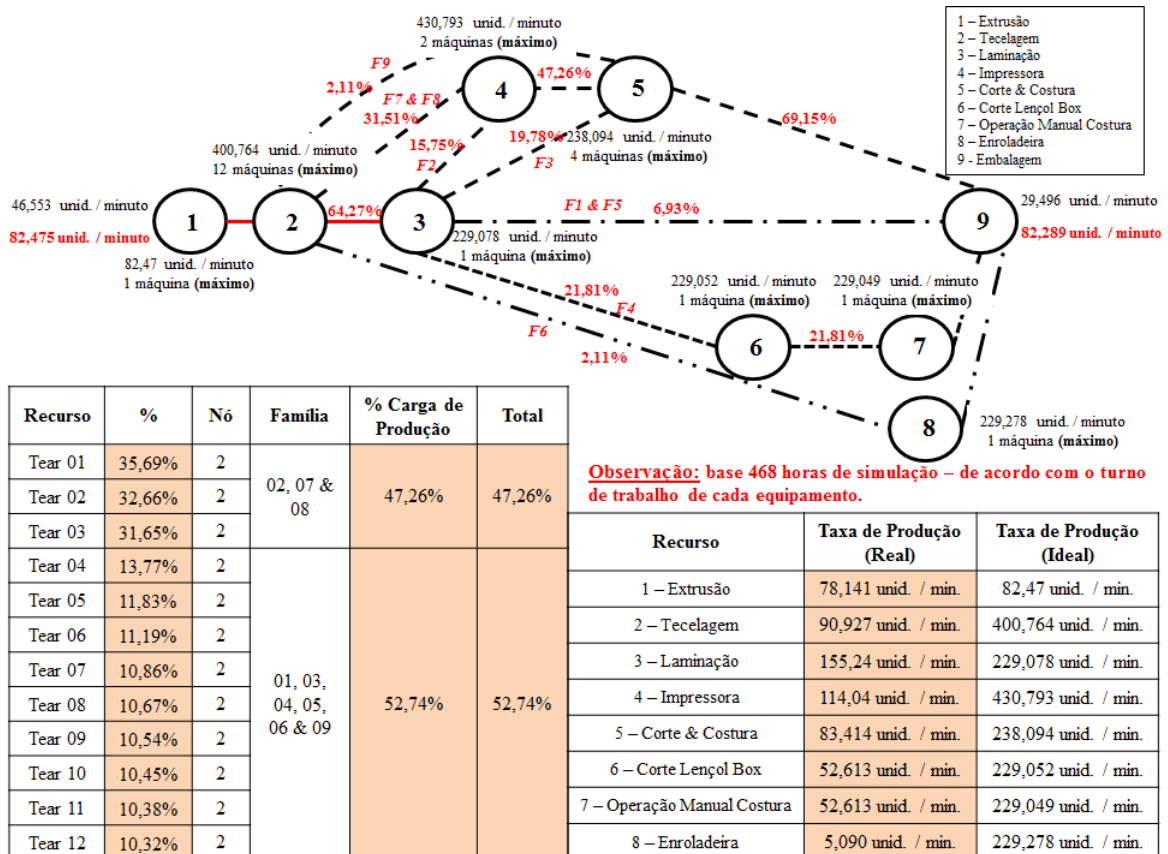 430,793 unid. / minuto
2 máquinas (máximo)
1 – Extrusão
2 – Tecelagem
3 – Laminação
4 – Impressora
5 – Corte & Costura
6 – Corte Lençol Box
7 – Operação Manual Costura
8 – Enroladeira
9 - Embalagem
F9
2,11%
F7 & F8
31,51%
4
47,26%
5
69,15%
400,764 unid. / minuto
12 máquinas (máximo)
15,75%
F2
19,78%
F3
238,094 unid. / minuto
4 máquinas (máximo)
46,553 unid. / minuto
82,475 unid. / minuto
1
2
64,27%
3
F1 & F5
6,93%
9
29,496 unid. / minuto
82,289 unid. / minuto
82,47 unid. / minuto
1 máquina (máximo)
229,078 unid. / minuto
1 máquina (máximo)
21,81%
F4
F6
2,11%
229,052 unid. / minuto
1 máquina (máximo)
229,049 unid. / minuto
1 máquina (máximo)
6
21,81%
7
8
229,278 unid. / minuto
1 máquina (máximo)
Observação: base 468 horas de simulação – de acordo com o turno
de trabalho de cada equipamento.
Recurso % Nó Família % Carga de Produção Total
Tear 01 35,69% 2
Tear 02 32,66% 2 02, 07 & 08 47,26% 47,26%
Tear 03 31,65% 2
Tear 04 13,77% 2
Tear 05 11,83% 2
Tear 06 11,19% 2
Tear 07 10,86% 2
Tear 08 10,67% 2 01, 03, 04, 05, 06 & 09 52,74% 52,74%
Tear 09 10,54% 2
Tear 10 10,45% 2
Tear 11 10,38% 2
Tear 12 10,32% 2
Recurso Taxa de Produção (Real) Taxa de Produção (Ideal)
1 – Extrusão 78,141 unid. / min. 82,47 unid. / min.
2 – Tecelagem 90,927 unid. / min. 400,764 unid. / min.
3 – Laminação 155,24 unid. / min. 229,078 unid. / min.
4 – Impressora 114,04 unid. / min. 430,793 unid. / min.
5 – Corte & Costura 83,414 unid. / min. 238,094 unid. / min.
6 – Corte Lençol Box 52,613 unid. / min. 229,052 unid. / min.
7 – Operação Manual Costura 52,613 unid. / min. 229,049 unid. / min.
8 – Enroladeira 5,090 unid. / min. 229,278 unid. / min.